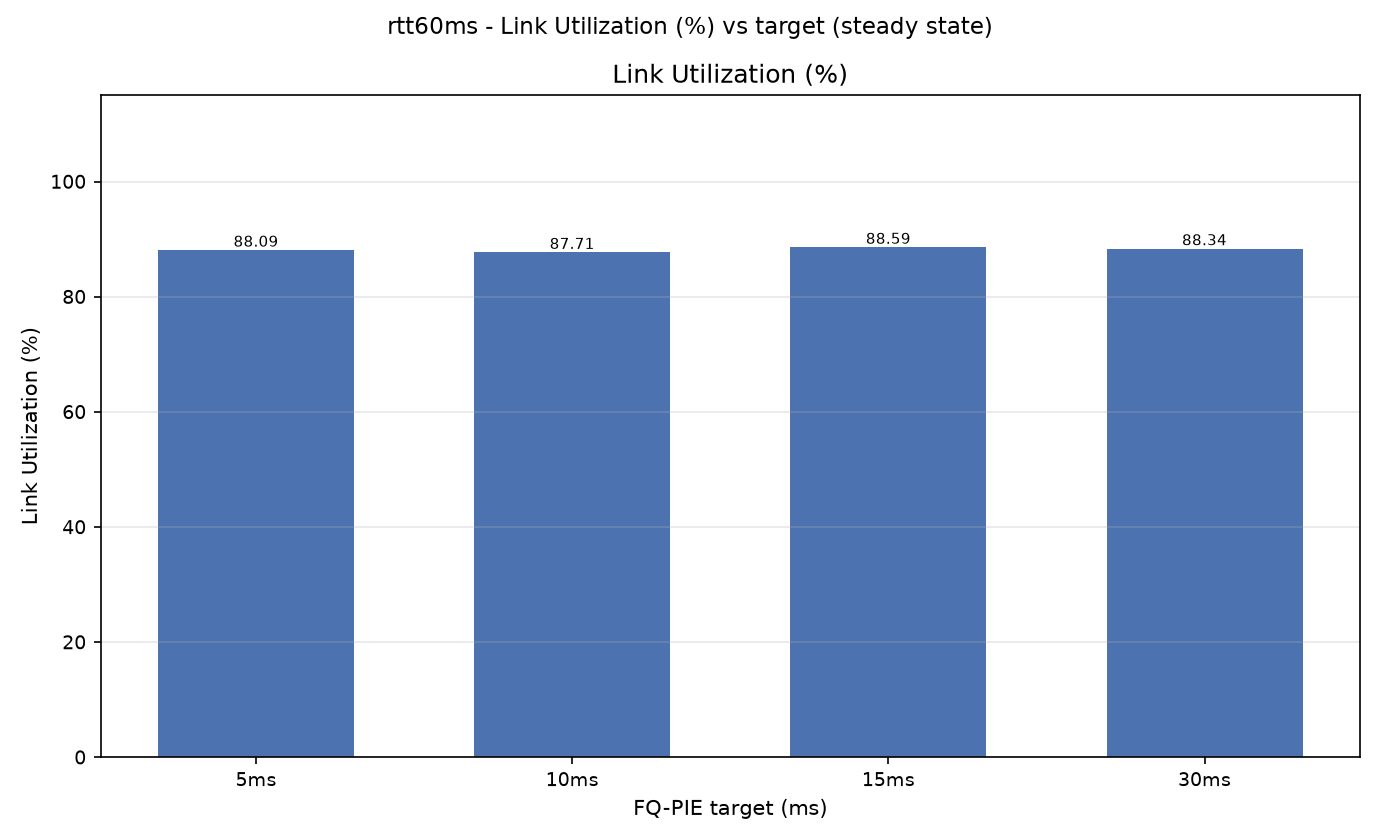 rtt60ms - Link Utilization (%) vs target (steady state)
Link Utilization (%)
100
80
60
40
20
0
Link Utilization (%)
88.09
87.71
88.59
88.34
5ms
10ms
15ms
30ms
FQ-PIE target (ms)